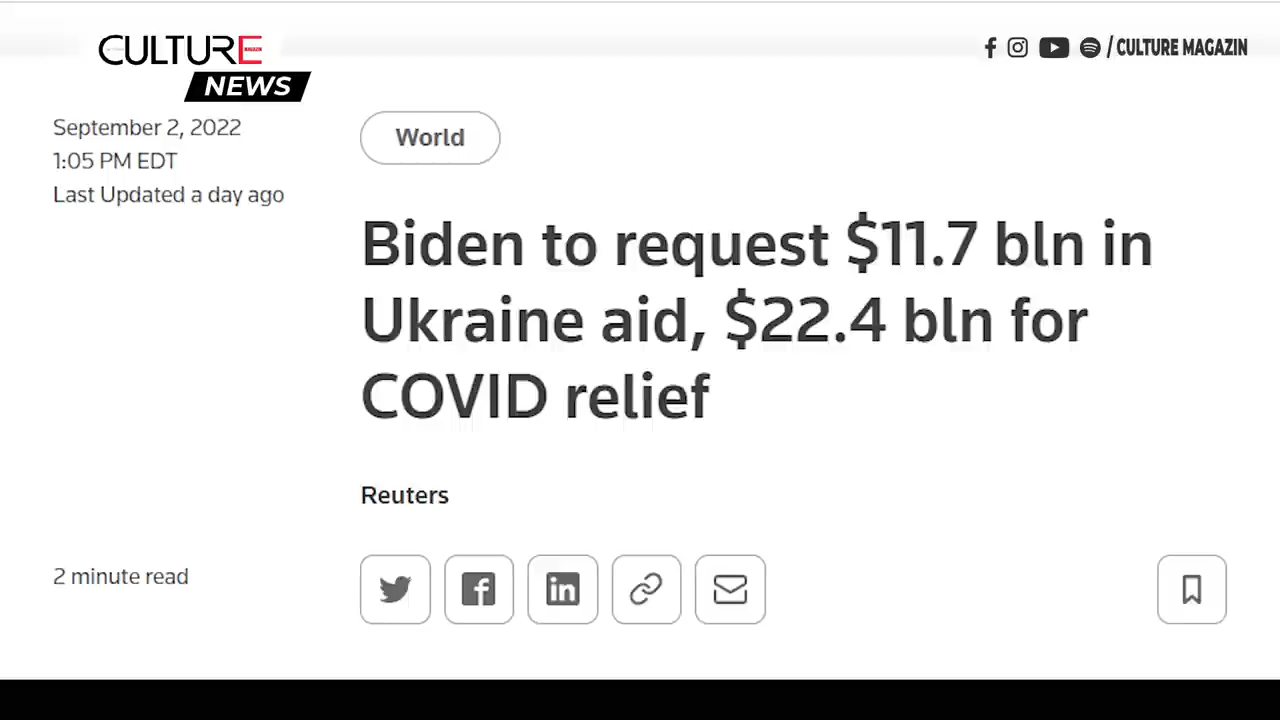 CULTURE
NEWS
/ CULTURE MAGAZIN
September 2, 2022
1:05 PM EDT
Last Updated a day ago
World
Biden to request $11.7 bln in
Ukraine aid, $22.4 bln for
COVID relief
Reuters
2 minute read